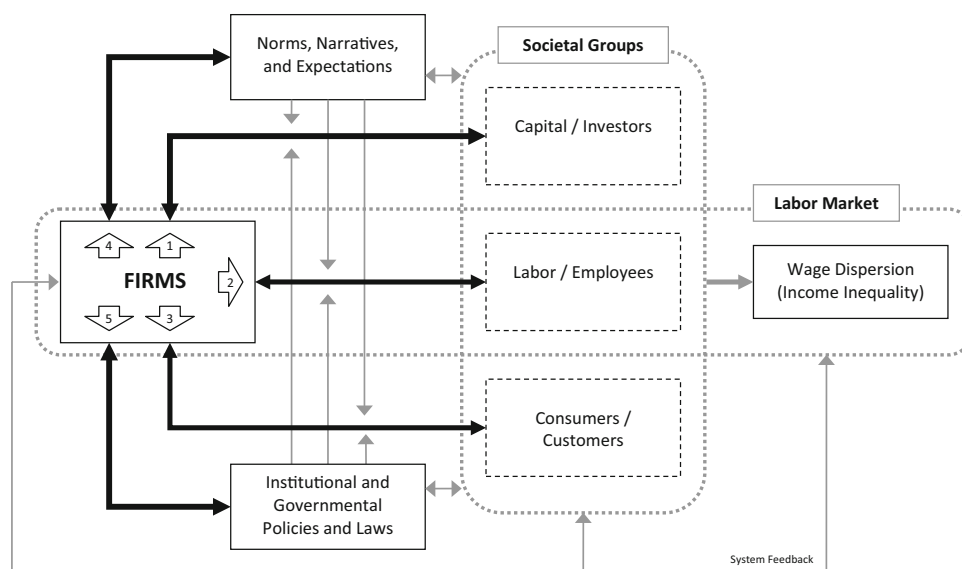 Norms, Narratives,
and Expectations
Societal Groups
Capital / Investors
Labor Market
4
1
FIRMS
2
5
3
Labor / Employees
Wage Dispersion
(Income Inequality)
Consumers /
Customers
Institutional and
Governmental
Policies and Laws
System Feedback